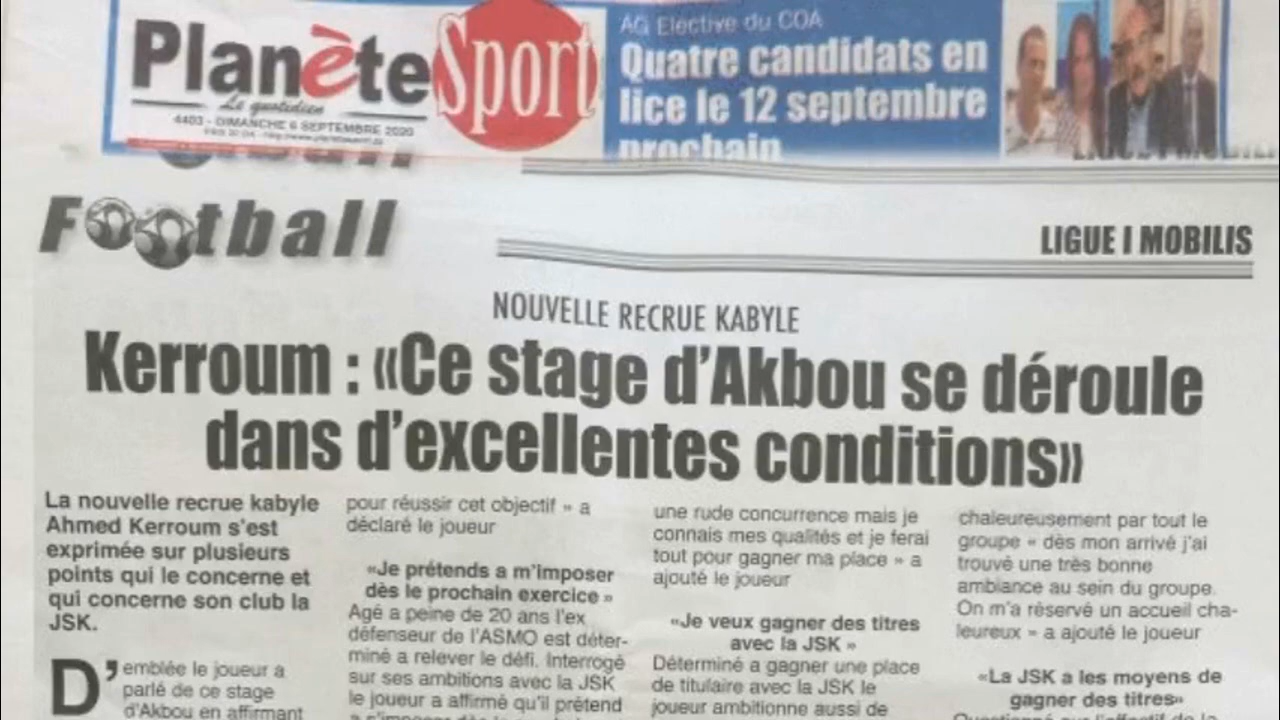 Planète Sport
Le quotidien
4403 - DIMANCHE 6 SEPTEMBRE 2020
AG Elective du COA
Quatre candidats en
lice le 12 septembre
prochain
Football
LIGUE I MOBILIS
NOUVELLE RECRUE KABYLE
Kerroum : «Ce stage d'Akbou se déroule
dans d'excellentes conditions»
La nouvelle recrue kabyle
Ahmed Kerroum s'est
exprimée sur plusieurs
points qui le concerne et
qui concerne son club la
JSK.
D'emblée le joueur a
parlé de ce stage
d'Akbou en affirmant
pour réussir cet objectif » a
déclaré le joueur
«Je prétends a m'imposer
dès le prochain exercice »
Agé a peine de 20 ans l'ex
défenseur de l'ASMO est déter-
miné a relever le défi. Interrogé
sur ses ambitions avec la JSK
le joueur a affirmé qu'il prétend
a s'imposer dès le
une rude concurrence mais je
connais mes qualités et je ferai
tout pour gagner ma place » a
ajouté le joueur
«Je veux gagner des titres
avec la JSK »
Déterminé a gagner une place
de titulaire avec la JSK le
joueur ambitionne aussi de
chaleureusement par tout le
groupe « dès mon arrivé j'ai
trouvé une très bonne
ambiance au sein du groupe.
On m'a réservé un accueil cha-
leureux » a ajouté le joueur
«La JSK a les moyens de
gagner des titres»